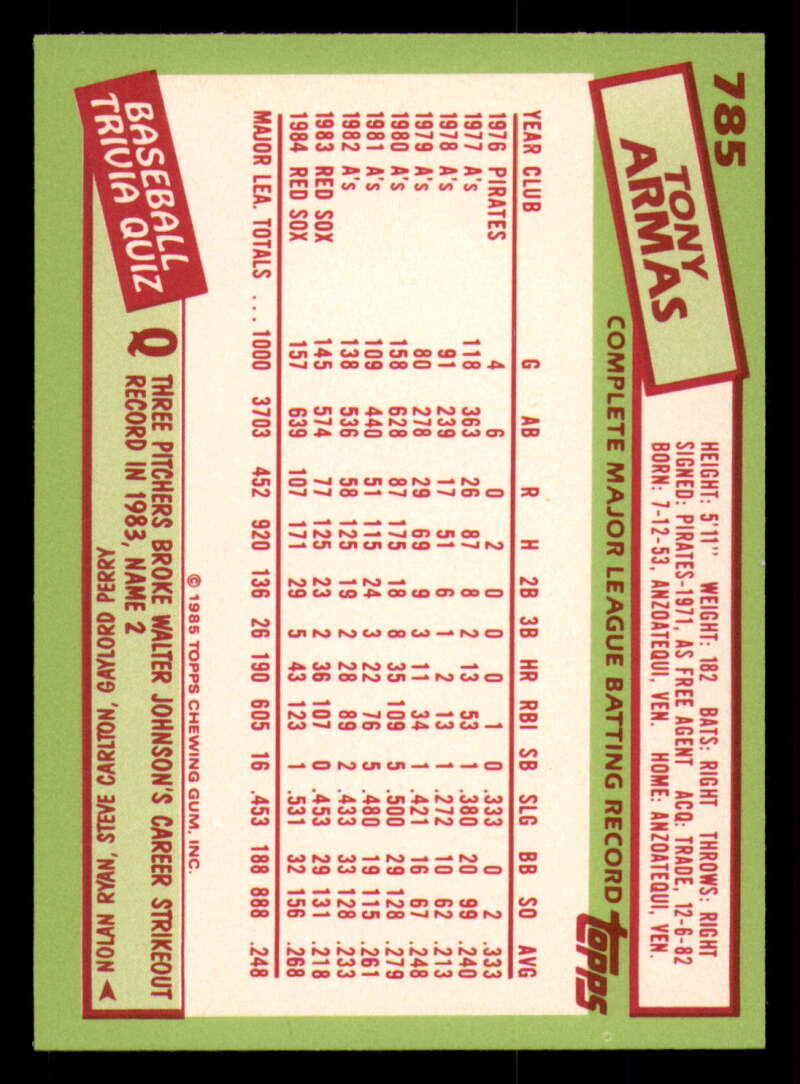 785
TONY
ARMAS
HEIGHT: 5'11" WEIGHT: 182 BATS: RIGHT THROWS: RIGHT
SIGNED: PIRATES-1971, AS FREE AGENT ACQ: TRADE, 12-6-82
BORN: 7-12-53, ANZOATEQUI, VEN. HOME: ANZOATEQUI, VEN.
COMPLETE MAJOR LEAGUE BATTING RECORD
topps
YEAR CLUB G AB R H 2B 3B HR RBI SB SLG BB SO AVG
1976 PIRATES 4 6 0 2 0 0 0 1 0 .333 0 2 .333
1977 A's 118 363 26 87 8 2 13 53 1 .380 20 99 .240
1978 A's 91 239 17 51 6 1 2 13 1 .272 10 62 .213
1979 A's 80 278 29 69 9 3 11 34 1 .421 16 67 .248
1980 A's 158 628 87 175 18 8 35 109 5 .500 29 128 .279
1981 A's 109 440 51 115 24 3 22 76 5 .480 19 115 .261
1982 A's 138 536 58 125 19 2 28 89 2 .433 33 128 .233
1983 RED SOX 145 574 77 125 23 2 36 107 0 .453 29 131 .218
1984 RED SOX 157 639 107 171 29 5 43 123 1 .531 32 156 .268
MAJOR LEA. TOTALS ... 1000 3703 452 920 136 26 190 605 16 .453 188 888 .248
© 1985 TOPPS CHEWING GUM, INC.
BASEBALL
TRIVIA QUIZ
Q THREE PITCHERS BROKE WALTER JOHNSON'S CAREER STRIKEOUT
RECORD IN 1983, NAME 2
NOLAN RYAN, STEVE CARLTON, GAYLORD PERRY